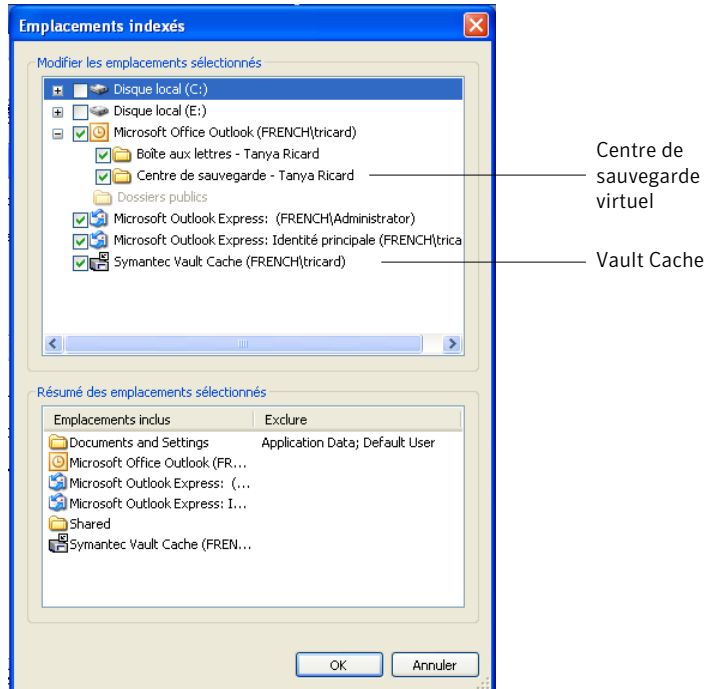 Emplacements indexés
Modifier les emplacements sélectionnés
Disque local (C:)
Disque local (E:)
Microsoft Office Outlook (FRENCH\tricard)
Boîte aux lettres - Tanya Ricard
Centre de sauvegarde - Tanya Ricard
Dossiers publics
Microsoft Outlook Express: (FRENCH\Administrator)
Microsoft Outlook Express: Identité principale (FRENCH\trica
Symantec Vault Cache (FRENCH\tricard)
Centre de
sauvegarde
virtuel
Vault Cache
Résumé des emplacements sélectionnés
Emplacements inclus Exclure
Documents and Settings Application Data; Default User
Microsoft Office Outlook (FR...
Microsoft Outlook Express: (...
Microsoft Outlook Express: I...
Shared
Symantec Vault Cache (FREN...
OK Annuler